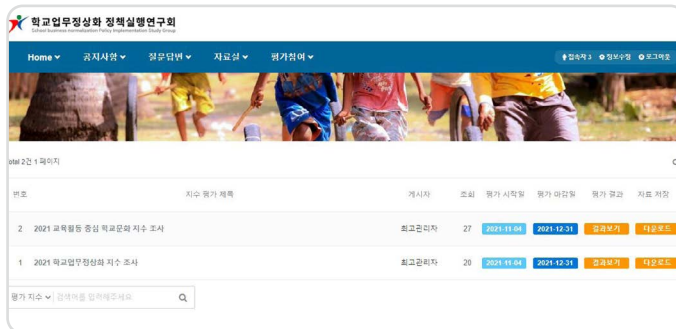 학교업무정상화 정책실행연구회
School business normalization Policy Implementation Study Group
Home 공지사항 질문답변 자료실 평가참여 접속자 3 정보수정 로그아웃
otal 2건 1 페이지
번호 지수 평가 제목 게시자 조회 평가 시작일 평가 마감일 평가 결과 자료 저장
2 2021 교육활동 중심 학교문화 지수 조사 최고관리자 27 2021-11-04 2021-12-31 결과보기 다운로드
1 2021 학교업무정상화 지수 조사 최고관리자 20 2021-11-04 2021-12-31 결과보기 다운로드
평가 지수 검색어를 입력해주세요